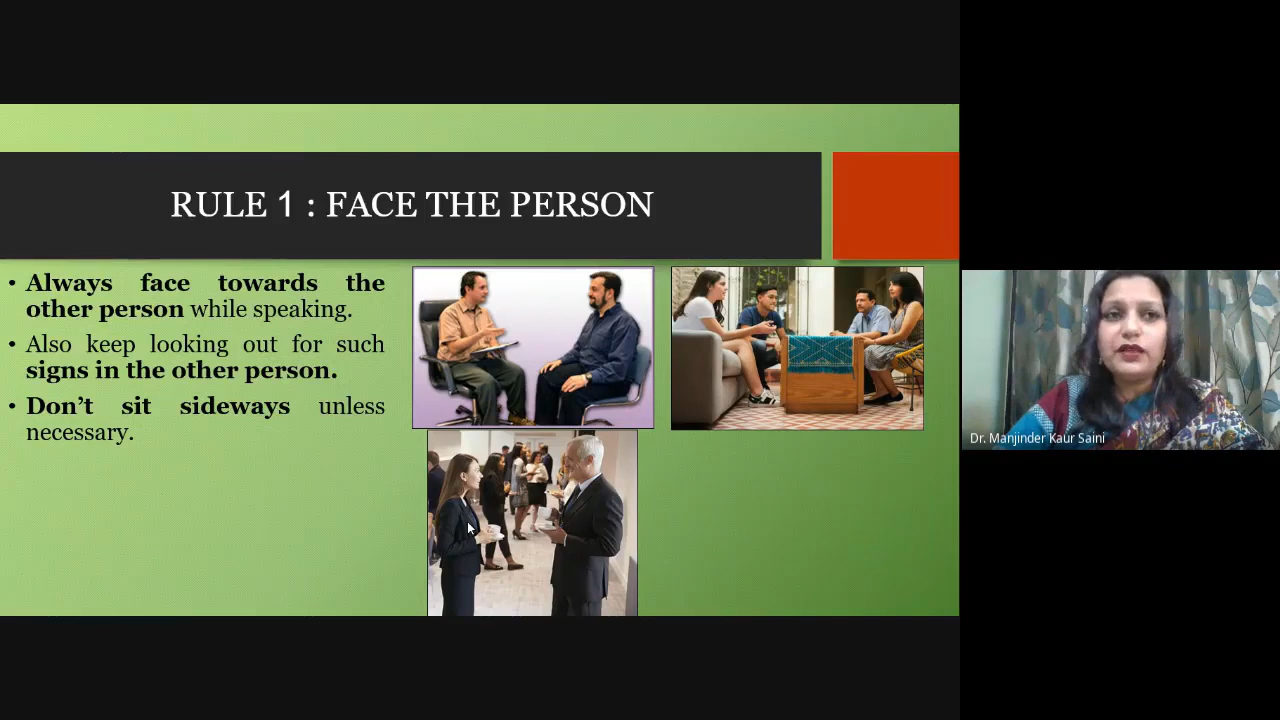 RULE 1 : FACE THE PERSON
• Always face towards the
other person while speaking.
• Also keep looking out for such
signs in the other person.
• Don’t sit sideways unless
necessary.
Dr. Manjinder Kaur Saini